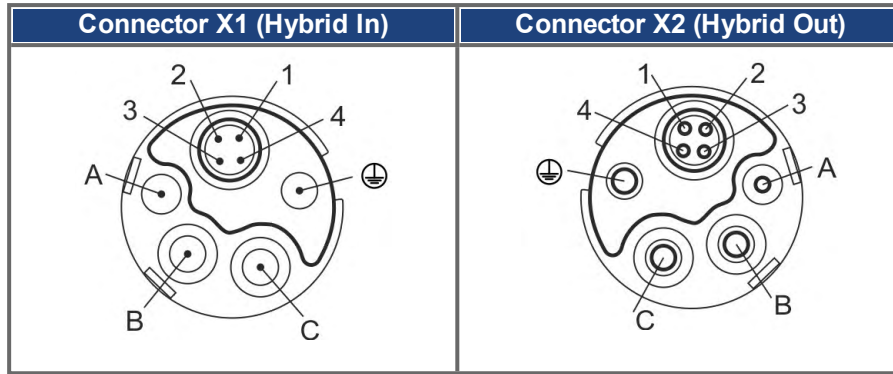 Connector X1 (Hybrid In) Connector X2 (Hybrid Out)
2 1 1 2
3 4 4 3
A A
B C C B